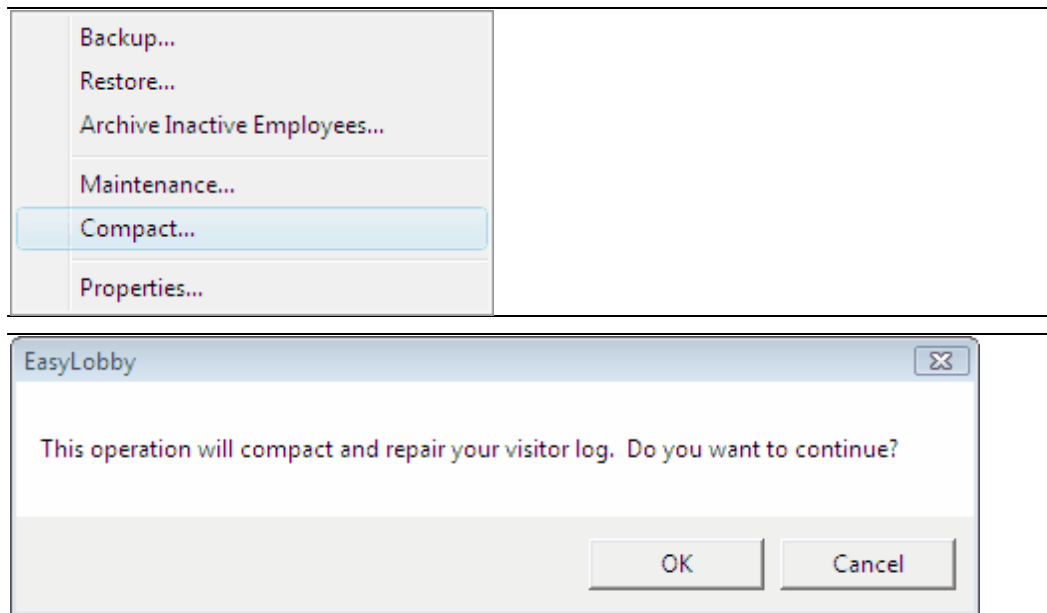 Backup...
Restore...
Archive Inactive Employees...
Maintenance...
Compact...
Properties...
EasyLobby
This operation will compact and repair your visitor log.  Do you want to continue?
OK
Cancel